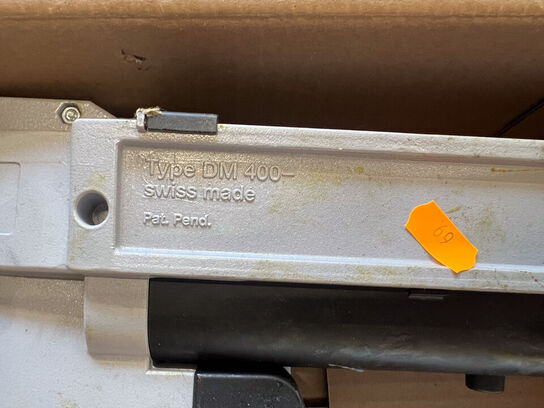 Type DM 400–
swiss made
Pat. Pend.
69